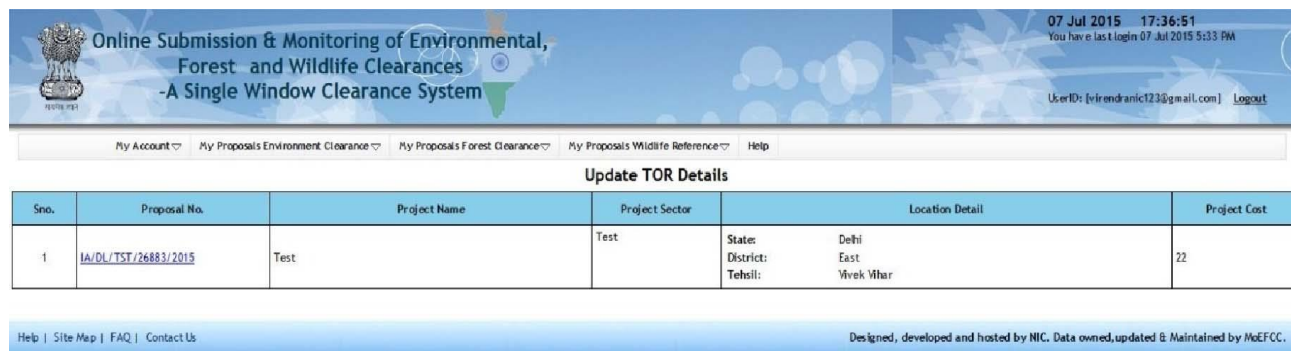 07 Jul 2015 17:36:51
You have last login 07 Jul 2015 5:33 PM
Online Submission & Monitoring of Environmental,
Forest and Wildlife Clearances
-A Single Window Clearance System
UserID: [virendranic123@gmail.com] Logout
My Account My Proposals Environment Clearance My Proposals Forest Clearance My Proposals Wildlife Reference Help
Update TOR Details
Sno. Proposal No. Project Name Project Sector Location Detail Project Cost
1 IA/DL/TST/26883/2015 Test Test State: Delhi 22
District: East
Tehsil: Vivek Vihar
Help | Site Map | FAQ | Contact Us
Designed, developed and hosted by NIC. Data owned,updated & Maintained by MoEFCC.